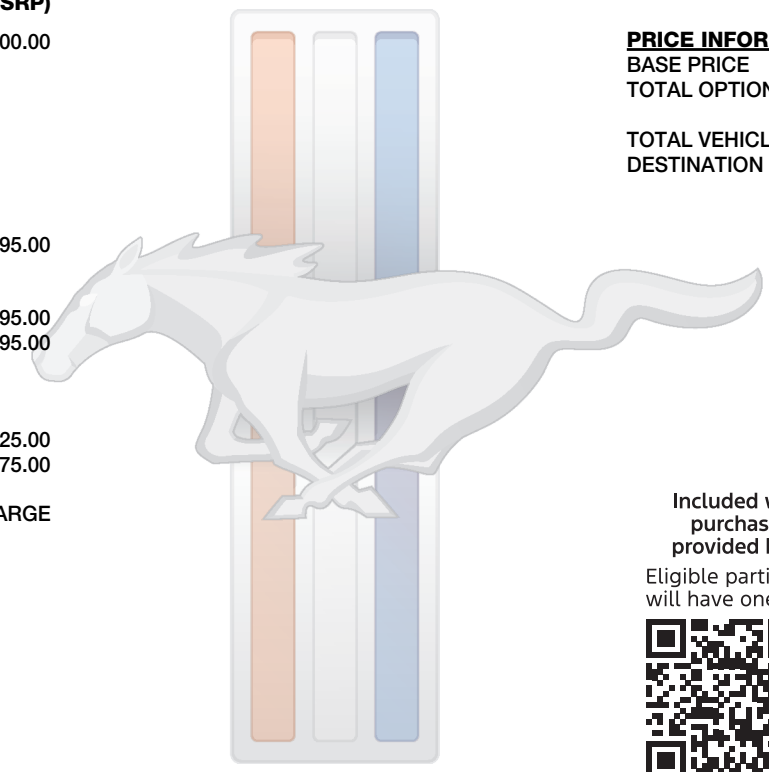 SRP)
00.00
95.00
95.00
95.00
25.00
75.00
ARGE
PRICE INFOR
BASE PRICE
TOTAL OPTION
TOTAL VEHICL
DESTINATION
Included w
purchas
provided b
Eligible parti
will have one